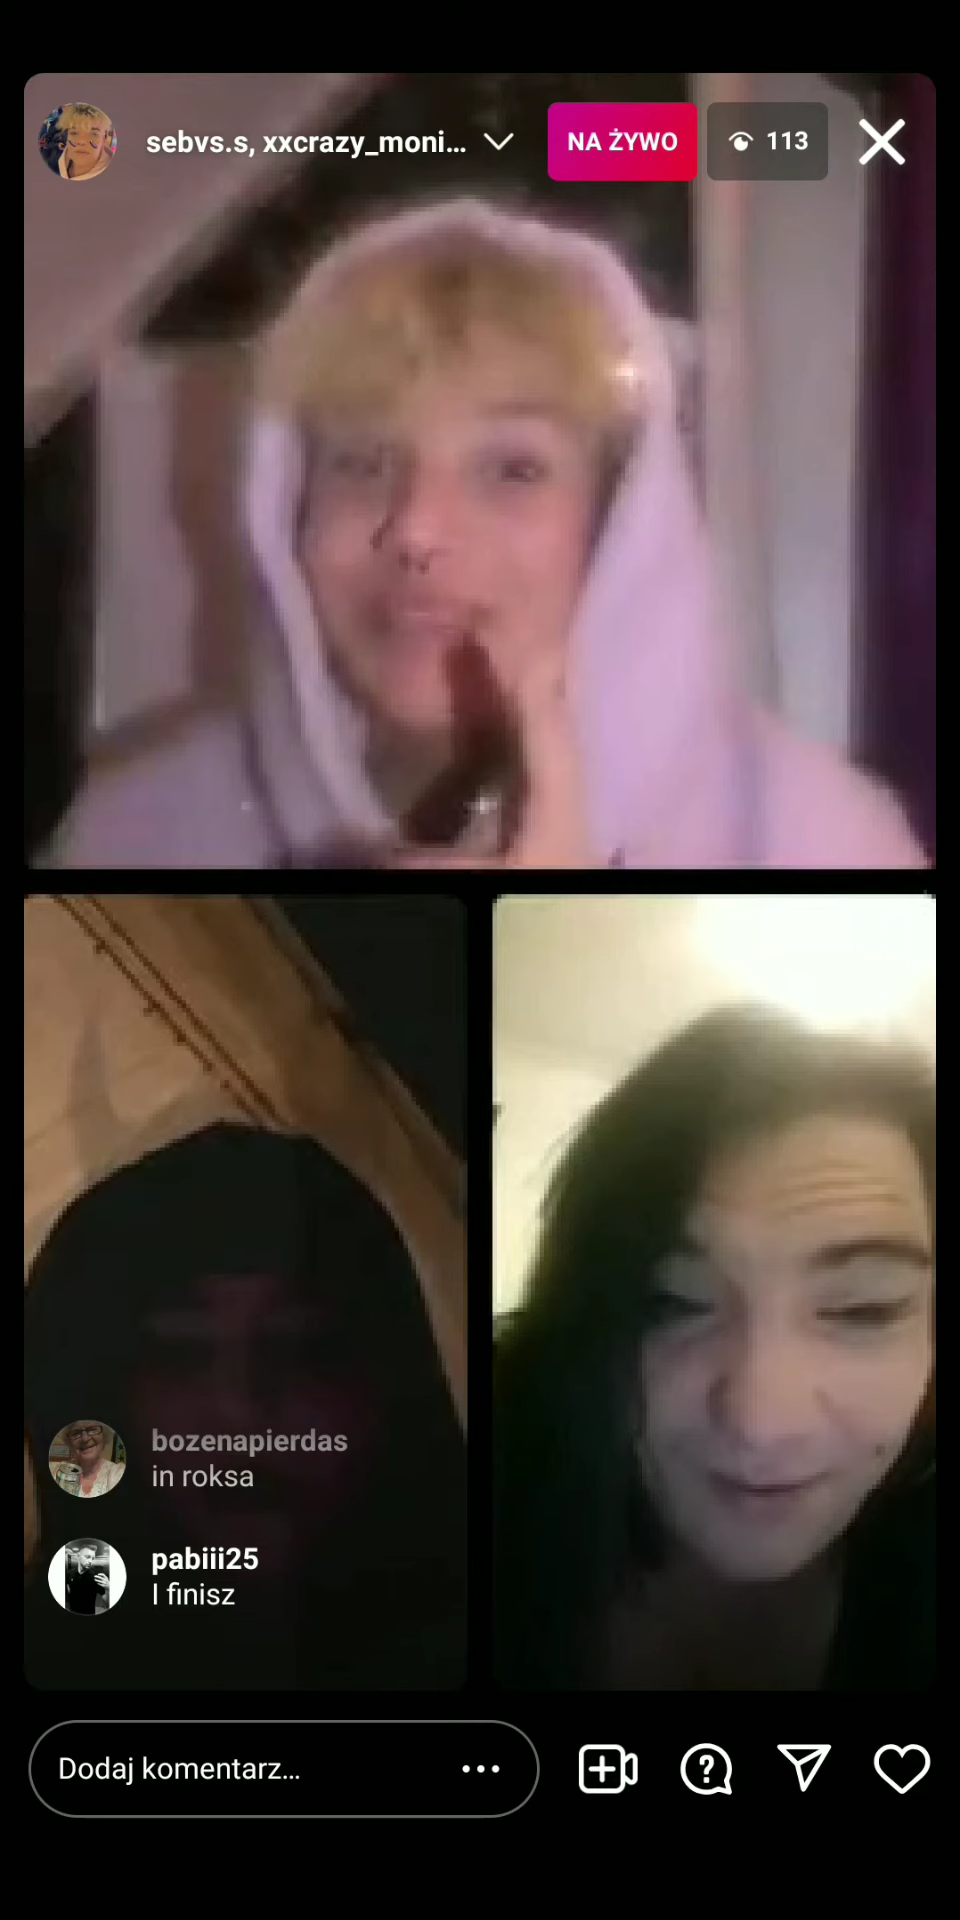 sebvs.s, xxcrazy_moni...
NA ŻYWO
113
bozenapierdas
in roksa
pabiii25
I finisz
Dodaj komentarz...